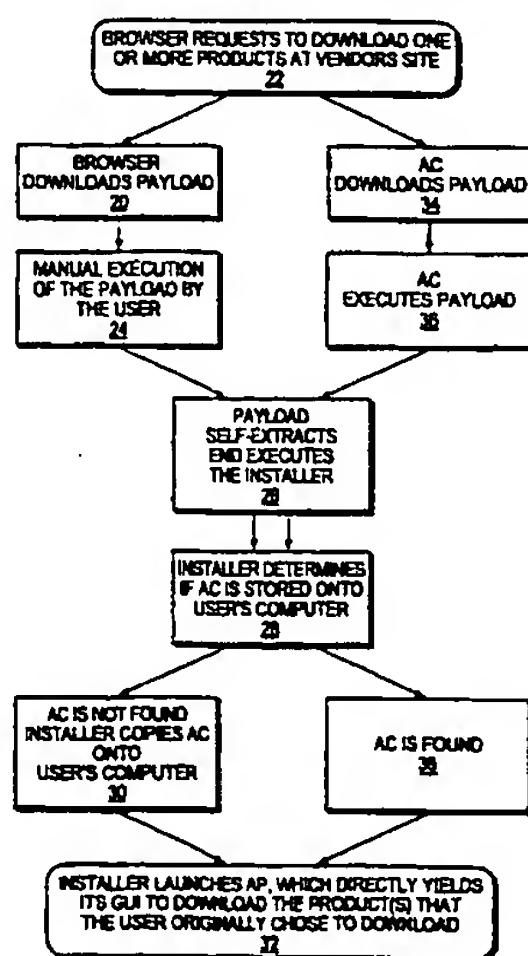 BROWSER REQUESTS TO DOWNLOAD ONE
OR MORE PRODUCTS AT VENDORS SITE
22
BROWSER
DOWNLOADS PAYLOAD
20
AC
DOWNLOADS PAYLOAD
34
MANUAL EXECUTION
OF THE PAYLOAD BY
THE USER
24
AC
EXECUTES PAYLOAD
36
PAYLOAD
SELF-EXTRACTS
END EXECUTES
THE INSTALLER
INSTALLER DETERMINES
IF AC IS STORED ONTO
USER'S COMPUTER
28
AC IS NOT FOUND
INSTALLER COPIES AC
ONTO
USER'S COMPUTER
30
AC IS FOUND
INSTALLER LAUNCHES AP, WHICH DIRECTLY YIELDS
ITS GUI TO DOWNLOAD THE PRODUCT(S) THAT
THE USER ORIGINALLY CHOSE TO DOWNLOAD